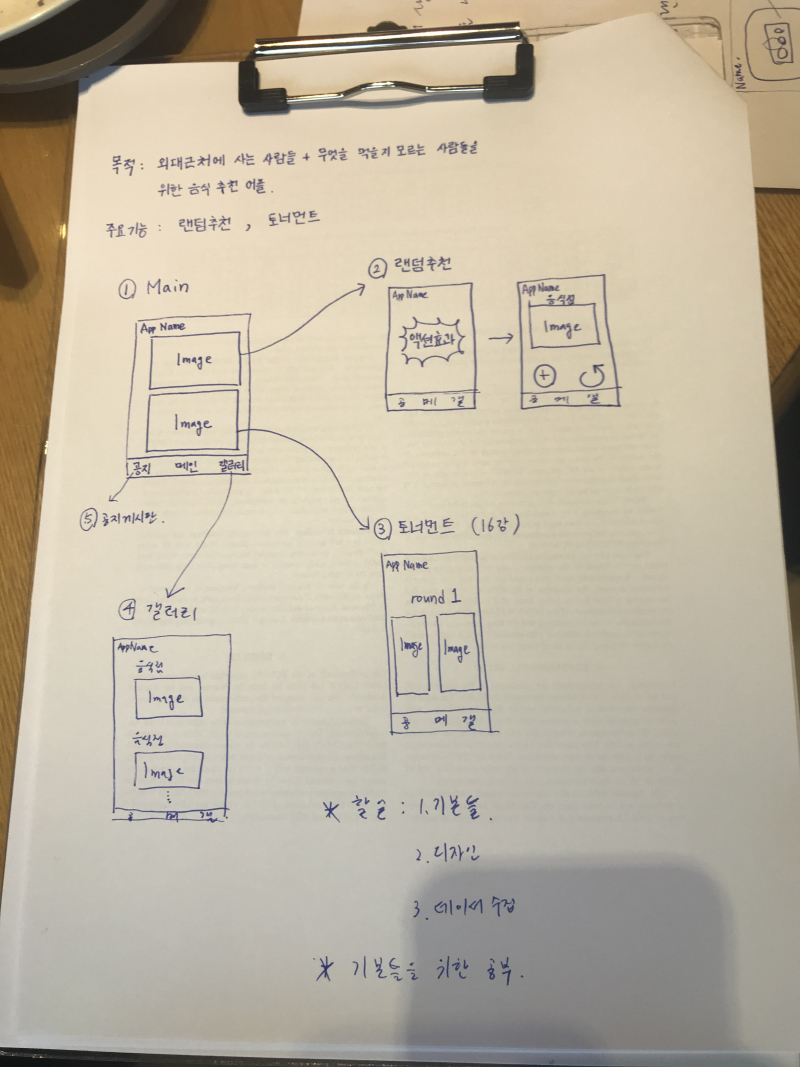 목적 : 외대근처에 사는 사람들 + 무엇을 먹을지 모르는 사람들을
위한 음식 추천 어플.
주요기능 : 랜덤추천 , 토너먼트
① Main
App Name
Image
Image
공지 메인 갤러리
② 랜덤추천
App Name
액션효과
공 메 갤
App Name
음식점
Image
+
공 메 갤
⑤ 공지게시판.
③ 토너먼트 (16강)
App Name
round 1
Image Image
공 메 갤
④ 갤러리
App Name
음식점
Image
음식점
Image
공 메 갤
* 할일 : 1. 기본틀.
2. 디자인
3. 데이터 수집
* 기본틀을 위한 공부.
Name.